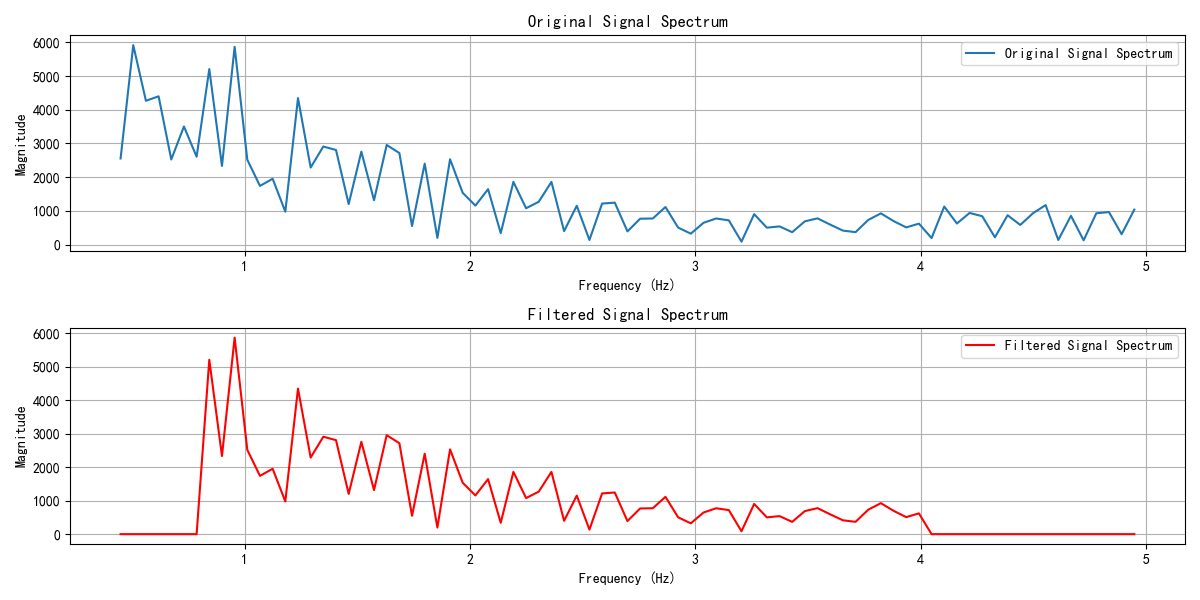 Original Signal Spectrum
Original Signal Spectrum
Magnitude
6000
5000
4000
3000
2000
1000
0
1 2 3 4 5
Frequency (Hz)
Filtered Signal Spectrum
Filtered Signal Spectrum
Magnitude
6000
5000
4000
3000
2000
1000
0
1 2 3 4 5
Frequency (Hz)